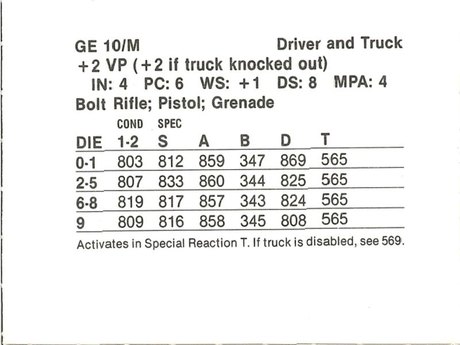 GE 10/M Driver and Truck
+2 VP (+2 if truck knocked out)
IN: 4 PC: 6 WS: +1 DS: 8 MPA: 4
Bolt Rifle; Pistol; Grenade
COND SPEC
DIE 1-2 S A B D T
0-1 803 812 859 347 869 565
2-5 807 833 860 344 825 565
6-8 819 817 857 343 824 565
9 809 816 858 345 808 565
Activates in Special Reaction T. If truck is disabled, see 569.